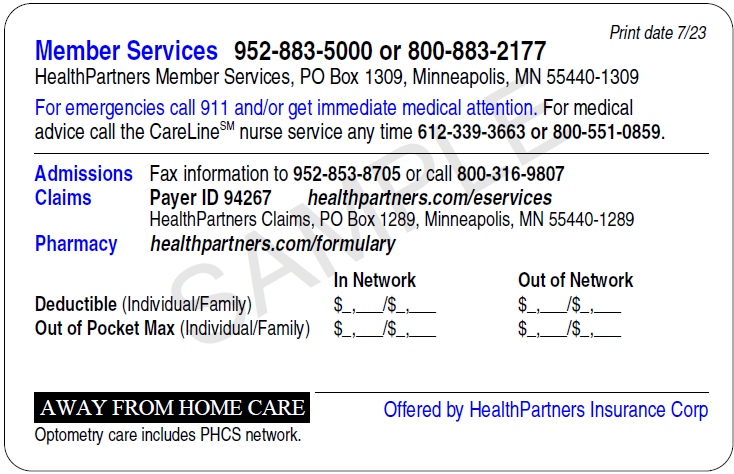 Print date 7/23
Member Services 952-883-5000 or 800-883-2177
HealthPartners Member Services, PO Box 1309, Minneapolis, MN 55440-1309
For emergencies call 911 and/or get immediate medical attention. For medical
advice call the CareLine℠ nurse service any time 612-339-3663 or 800-551-0859.
Admissions Fax information to 952-853-8705 or call 800-316-9807
Claims Payer ID 94267 healthpartners.com/eservices
HealthPartners Claims, PO Box 1289, Minneapolis, MN 55440-1289
Pharmacy healthpartners.com/formulary
SAMPLE
In Network Out of Network
Deductible (Individual/Family) $_,___/$_,___ $_,___/$_,___
Out of Pocket Max (Individual/Family) $_,___/$_,___ $_,___/$_,___
AWAY FROM HOME CARE Offered by HealthPartners Insurance Corp
Optometry care includes PHCS network.